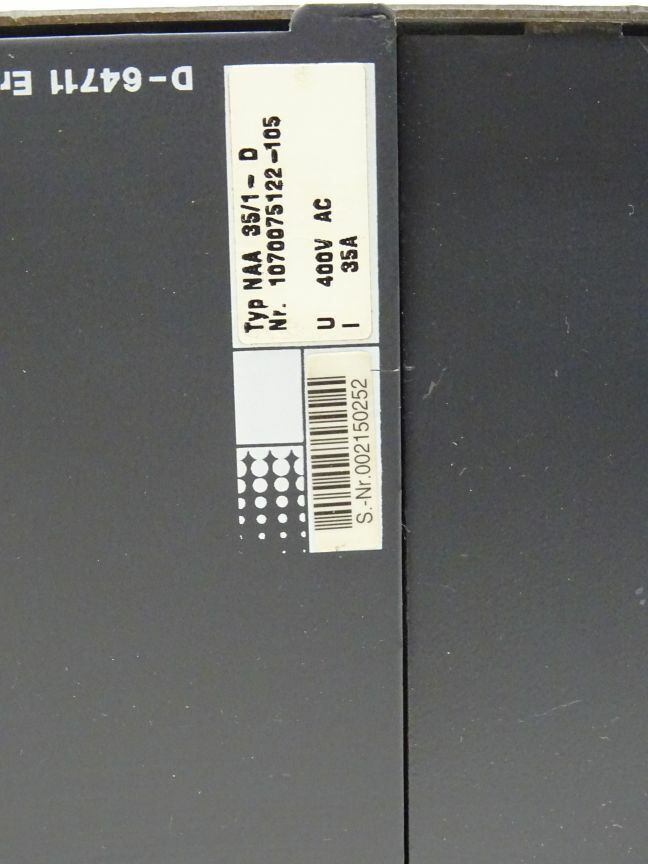 D-64711 Er
Typ NAA 35/1- D
Nr. 1070075122-105
U 400V AC
I 35A
S.-Nr.002150252